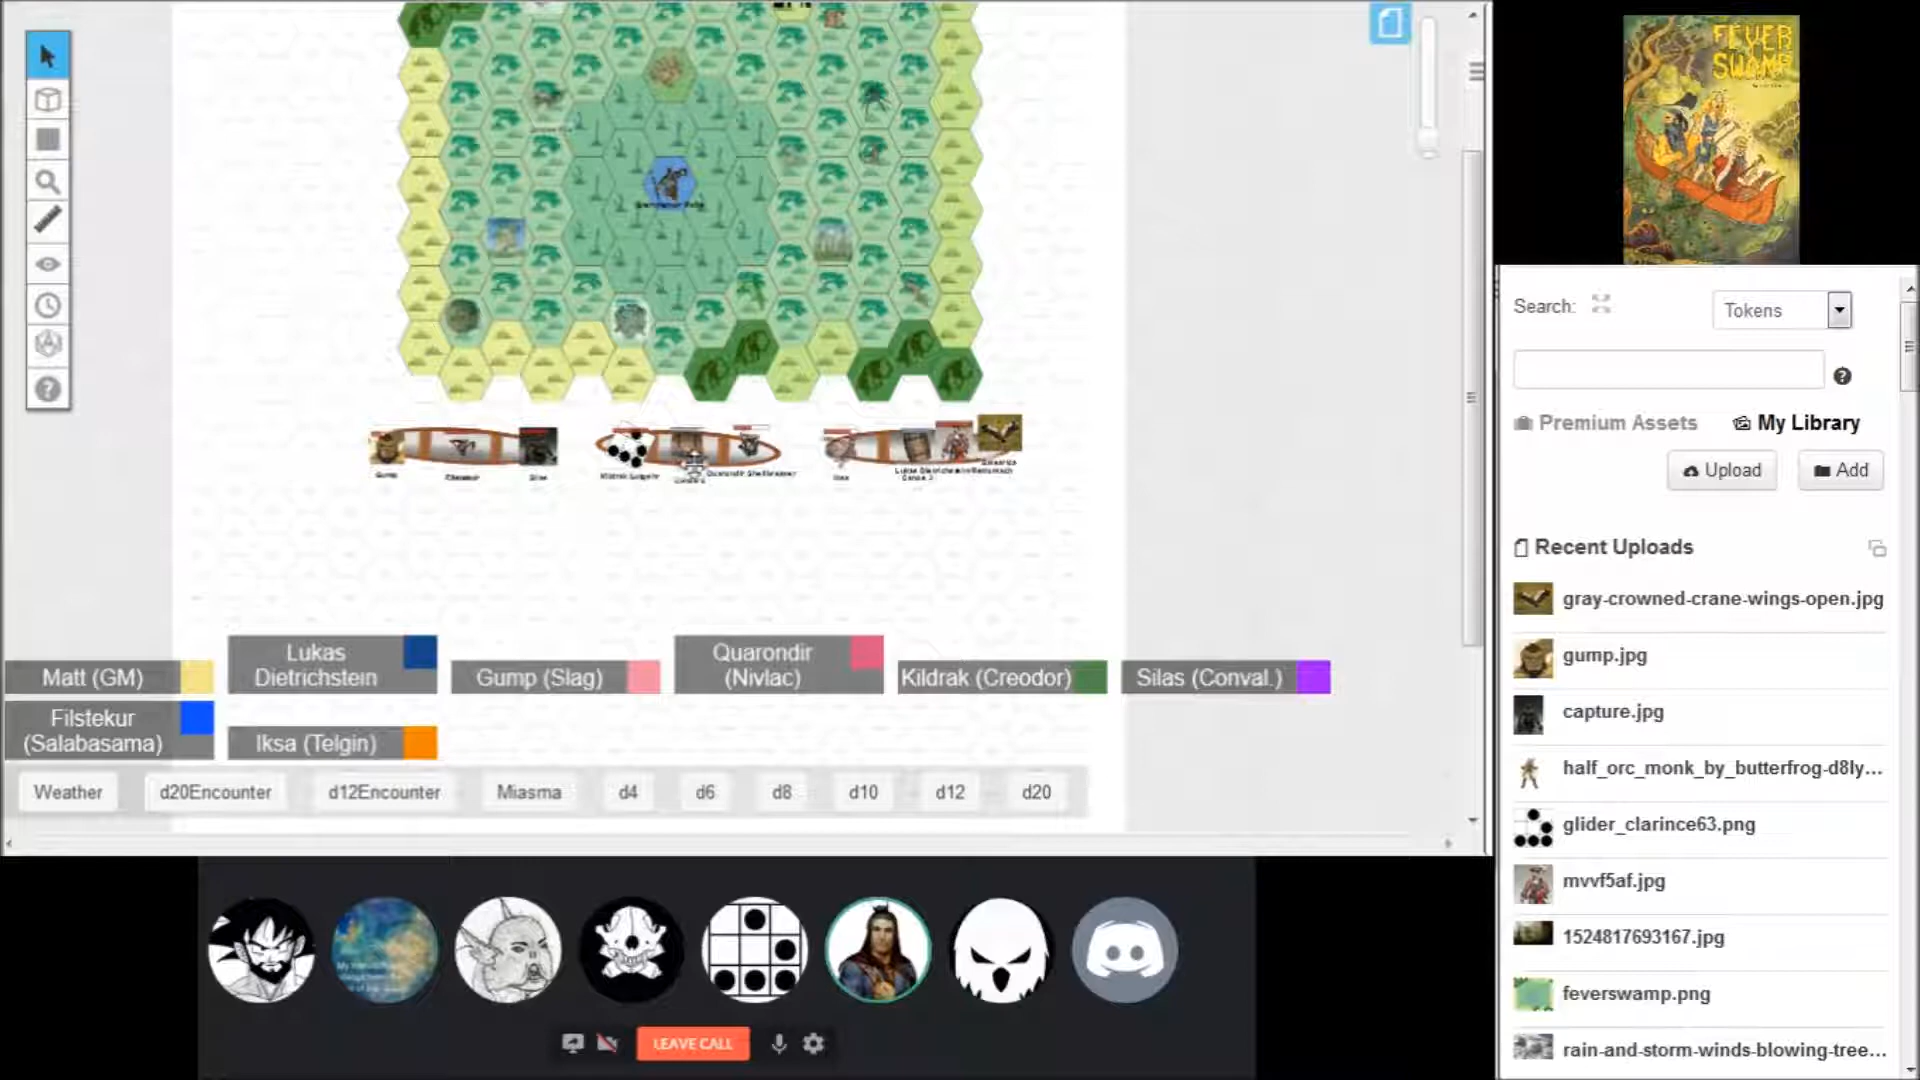 FEVER
SWAMP
Search:
Tokens
Premium Assets
My Library
Upload
Add
Recent Uploads
gray-crowned-crane-wings-open.jpg
gump.jpg
capture.jpg
half_orc_monk_by_butterfrog-d8ly...
glider_clarince63.png
mvvf5af.jpg
1524817693167.jpg
feverswamp.png
rain-and-storm-winds-blowing-tree...
Gump
Silas
Iksa
Matt (GM)
Lukas
Dietrichstein
Gump (Slag)
Quarondir
(Nivlac)
Kildrak (Creodor)
Silas (Conval.)
Filstekur
(Salabasama)
Iksa (Telgin)
Weather
d20Encounter
d12Encounter
Miasma
d4
d6
d8
d10
d12
d20
LEAVE CALL